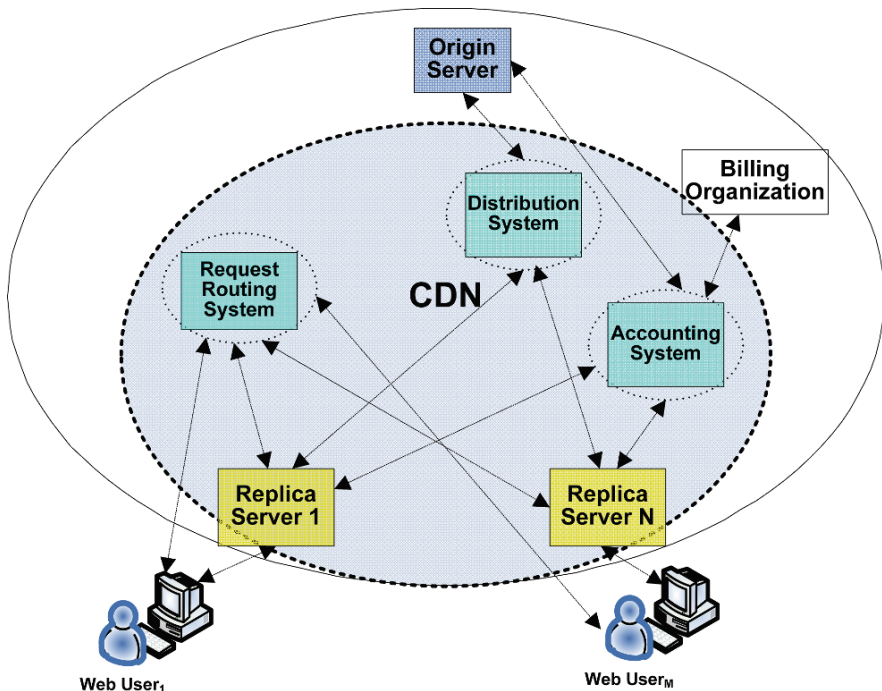 Origin
Server
Billing
Organization
Distribution
System
Request
Routing
System
CDN
Accounting
System
Replica
Server 1
Replica
Server N
Web User₁
Web Userₘ